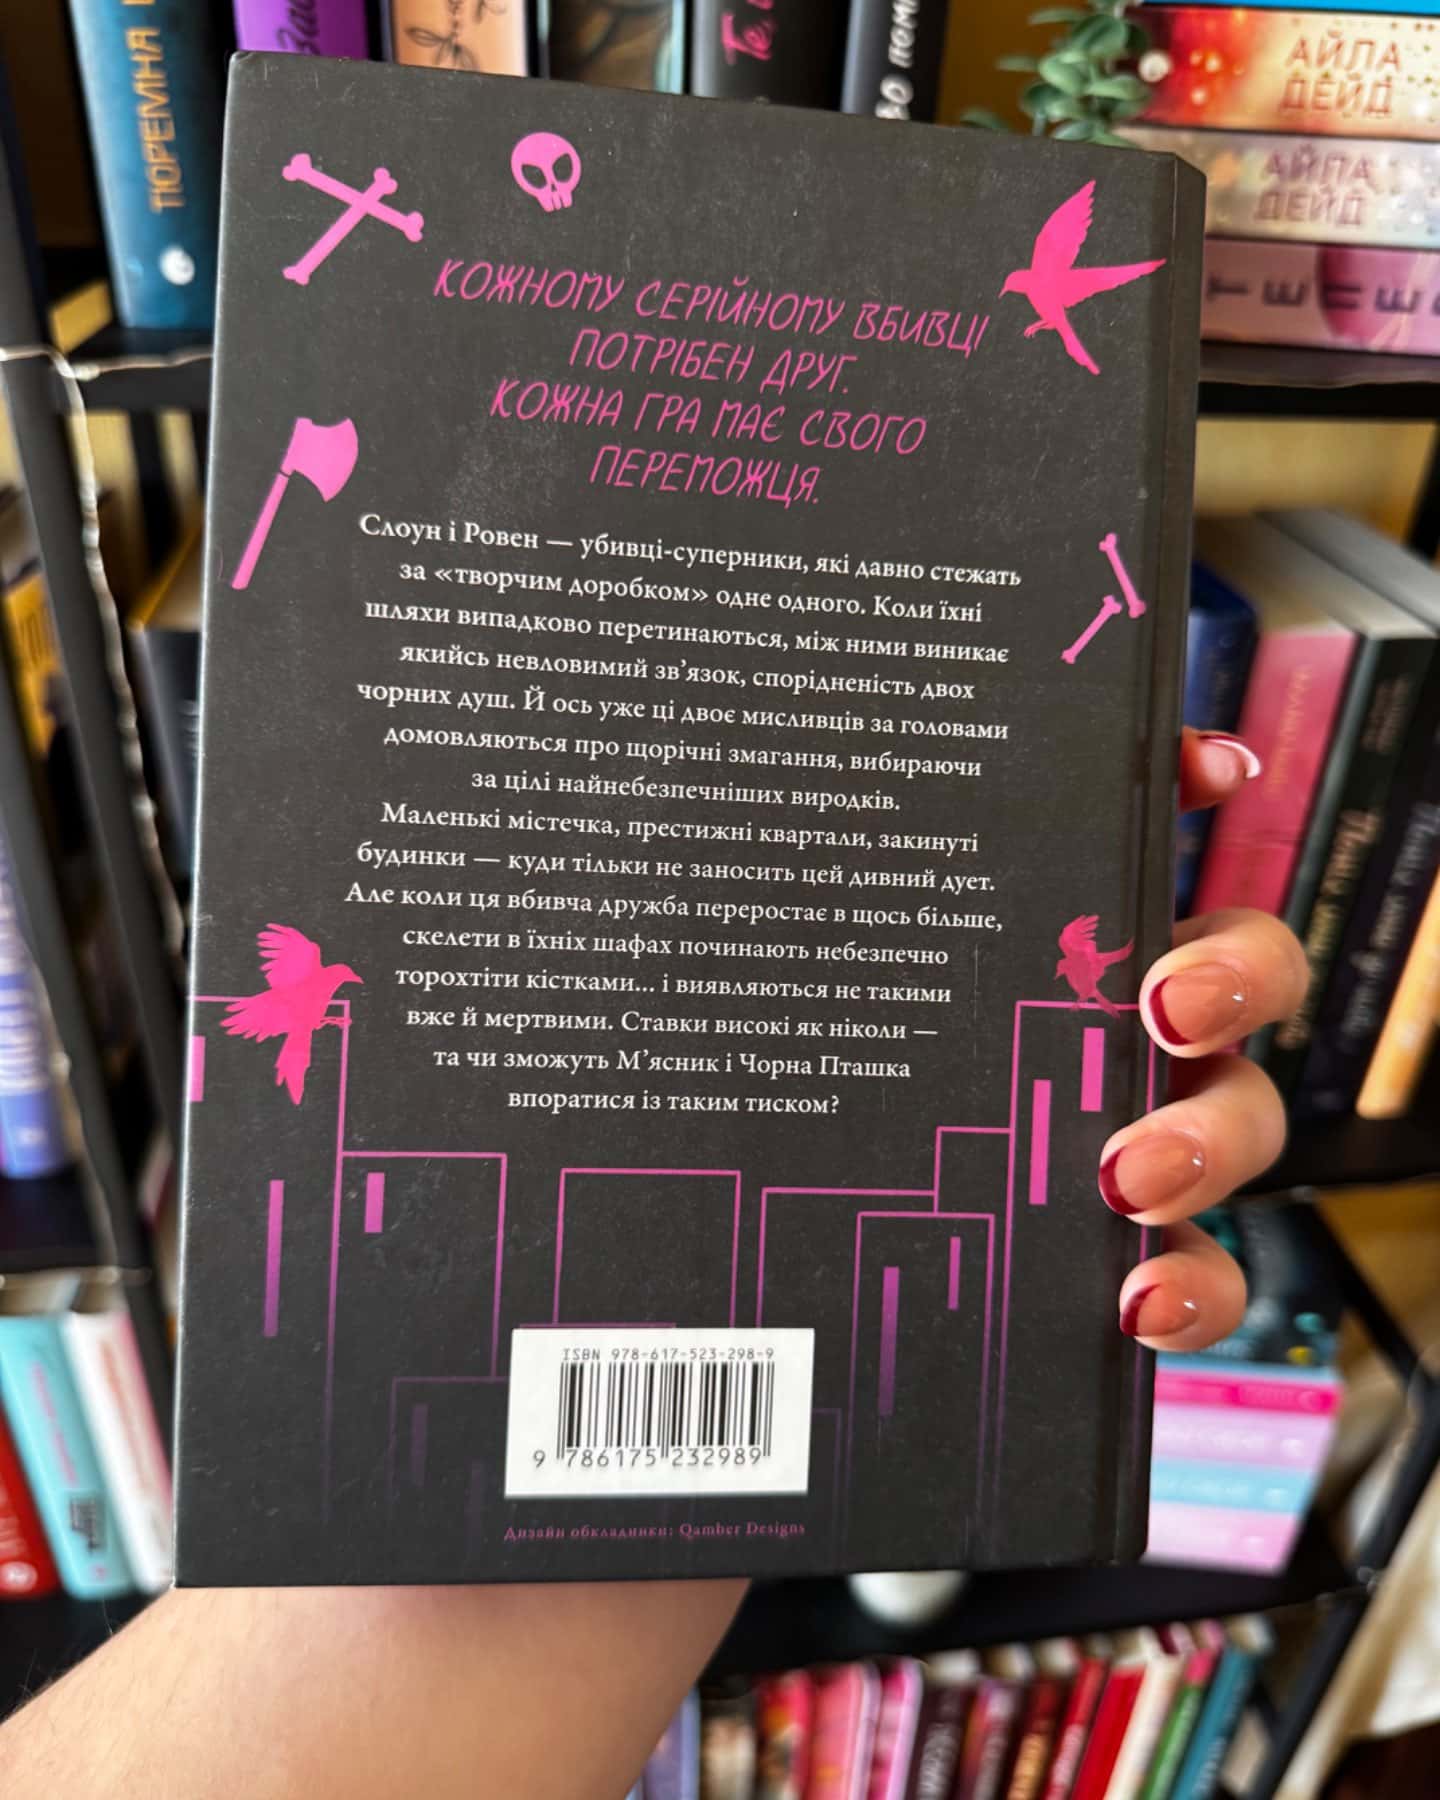 ТЮРЕМНА
Те, щ
АЙЛА
ДЕЙД
АЙЛА
ДЕЙД
КОЖНОМУ СЕРІЙНОМУ ВБИВЦІ
ПОТРІБЕН ДРУГ.
КОЖНА ГРА МАЄ СВОГО
ПЕРЕМОЖЦЯ.
Слоун і Ровен — убивці-суперники, які давно стежать
за «творчим доробком» одне одного. Коли їхні
шляхи випадково перетинаються, між ними виникає
якийсь невловимий зв’язок, спорідненість двох
чорних душ. Й ось уже ці двоє мисливців за головами
домовляються про щорічні змагання, вибираючи
за цілі найнебезпечніших виродків.
Маленькі містечка, престижні квартали, закинуті
будинки — куди тільки не заносить цей дивний дует.
Але коли ця вбивча дружба переростає в щось більше,
скелети в їхніх шафах починають небезпечно
торохтіти кістками... і виявляються не такими
вже й мертвими. Ставки високі як ніколи —
та чи зможуть М’ясник і Чорна Пташка
впоратися із таким тиском?
ISBN 978-617-523-298-9
9 786175 232989
Дизайн обкладинки: Qamber Designs